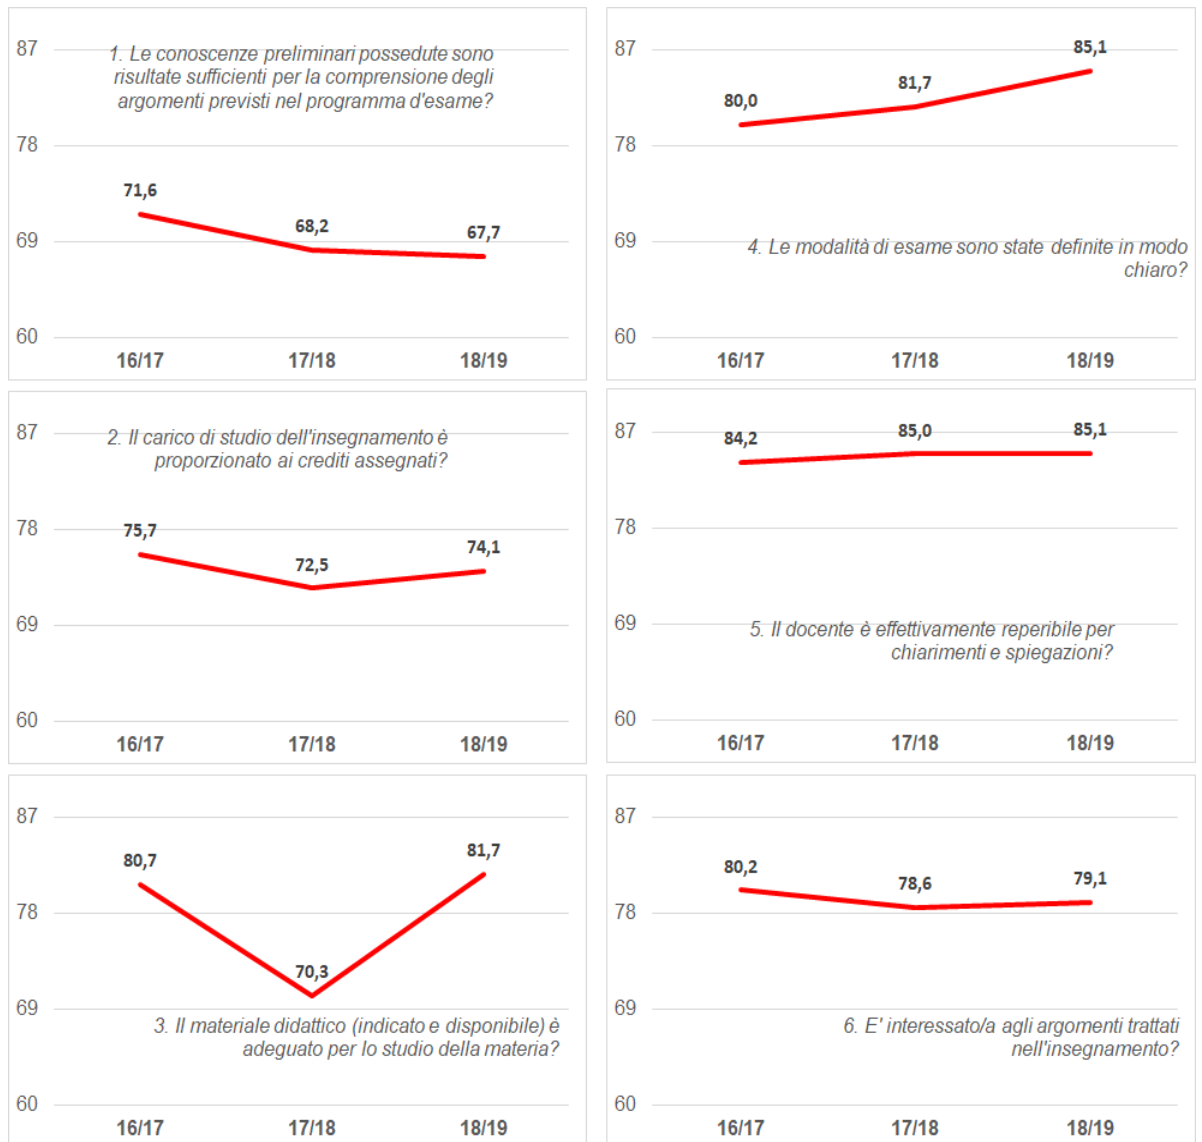 87
1. Le conoscenze preliminari possedute sono
risultate sufficienti per la comprensione degli
argomenti previsti nel programma d'esame?
78
71,6
68,2
67,7
69
60
16/17 17/18 18/19
87
85,1
81,7
80,0
78
69
4. Le modalità di esame sono state definite in modo
chiaro?
60
16/17 17/18 18/19
87
2. Il carico di studio dell'insegnamento è
proporzionato ai crediti assegnati?
78
75,7
72,5
74,1
69
60
16/17 17/18 18/19
87
84,2
85,0
85,1
78
69
5. Il docente è effettivamente reperibile per
chiarimenti e spiegazioni?
60
16/17 17/18 18/19
87
80,7
81,7
78
70,3
69
3. Il materiale didattico (indicato e disponibile) è
adeguato per lo studio della materia?
60
16/17 17/18 18/19
87
80,2
78,6
79,1
78
69
6. E' interessato/a agli argomenti trattati
nell'insegnamento?
60
16/17 17/18 18/19